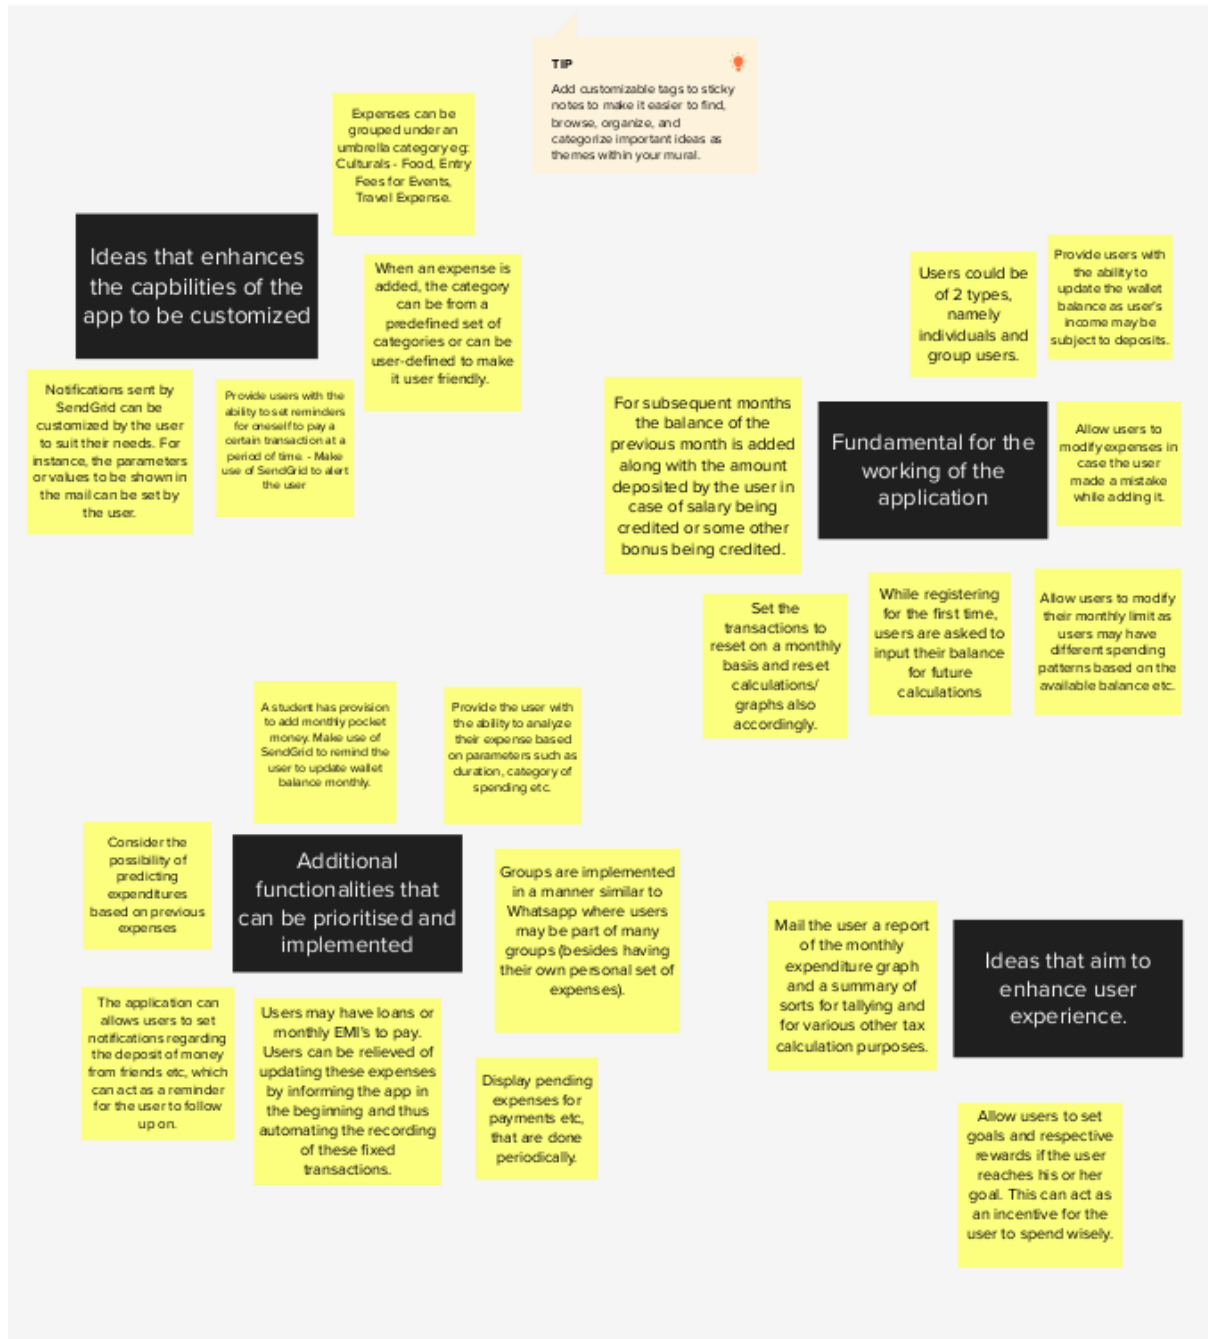 TIP
Add customizable tags to sticky
notes to make it easier to find,
browse, organize, and
categorize important ideas as
themes within your mural.
Expenses can be
grouped under an
umbrella category eg:
Culturals - Food, Entry
Fees for Events,
Travel Expense.
Ideas that enhances
the capbilities of the
app to be customized
When an expense is
added, the category
can be from a
predefined set of
categories or can be
user-defined to make
it user friendly.
Notifications sent by
SendGrid can be
customized by the user
to suit their needs. For
instance, the parameters
or values to be shown in
the mail can be set by
the user.
Provide users with the
ability to set reminders
for oneself to pay a
certain transaction at a
period of time. - Make
use of SendGrid to alert
the user
Users could be
of 2 types,
namely
individuals and
group users.
Provide users with
the ability to
update the wallet
balance as user's
income may be
subject to deposits.
For subsequent months
the balance of the
previous month is added
along with the amount
deposited by the user in
case of salary being
credited or some other
bonus being credited.
Fundamental for the
working of the
application
Allow users to
modify expenses in
case the user
made a mistake
while adding it.
Set the
transactions to
reset on a monthly
basis and reset
calculations/
graphs also
accordingly.
While registering
for the first time,
users are asked to
input their balance
for future
calculations
Allow users to modify
their monthly limit as
users may have
different spending
patterns based on the
available balance etc.
A student has provision
to add monthly pocket
money. Make use of
SendGrid to remind the
user to update wallet
balance monthly.
Provide the user with
the ability to analyze
their expense based
on parameters such as
duration, category of
spending etc.
Consider the
possibility of
predicting
expenditures
based on previous
expenses
Additional
functionalities that
can be prioritised and
implemented
Groups are implemented
in a manner similar to
Whatsapp where users
may be part of many
groups (besides having
their own personal set of
expenses).
The application can
allows users to set
notifications regarding
the deposit of money
from friends etc, which
can act as a reminder
for the user to follow
up on.
Users may have loans or
monthly EMI's to pay.
Users can be relieved of
updating these expenses
by informing the app in
the beginning and thus
automating the recording
of these fixed
transactions.
Display pending
expenses for
payments etc,
that are done
periodically.
Mail the user a report
of the monthly
expenditure graph
and a summary of
sorts for tallying and
for various other tax
calculation purposes.
Ideas that aim to
enhance user
experience.
Allow users to set
goals and respective
rewards if the user
reaches his or her
goal. This can act as
an incentive for the
user to spend wisely.